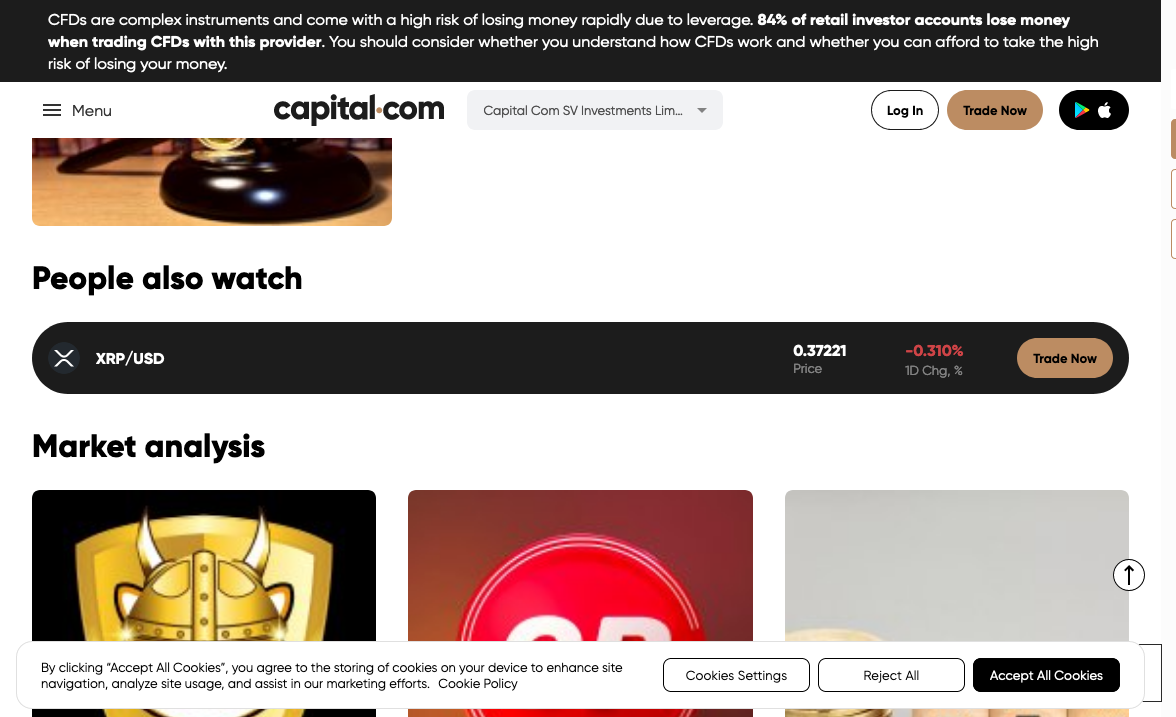 CFDs are complex instruments and come with a high risk of losing money rapidly due to leverage. 84% of retail investor accounts lose money
when trading CFDs with this provider. You should consider whether you understand how CFDs work and whether you can afford to take the high
risk of losing your money.
Menu
capital.com
Capital Com SV Investments Lim...
Log In
Trade Now
People also watch
XRP/USD
0.37221
Price
-0.310%
1D Chg, %
Trade Now
Market analysis
By clicking “Accept All Cookies”, you agree to the storing of cookies on your device to enhance site
navigation, analyze site usage, and assist in our marketing efforts. Cookie Policy
Cookies Settings
Reject All
Accept All Cookies